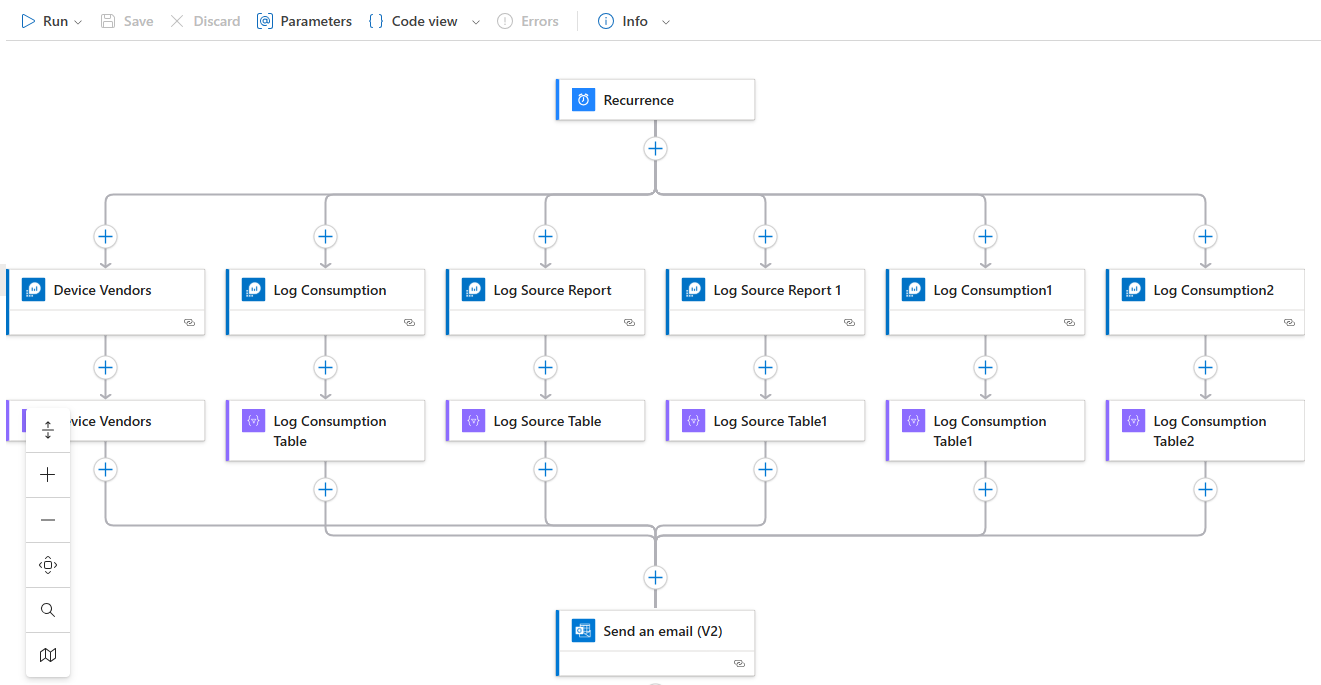 Run Save Discard Parameters Code view Errors Info
Recurrence
Device Vendors Log Consumption Log Source Report Log Source Report 1 Log Consumption1 Log Consumption2
vice Vendors Log Consumption Log Source Table Log Source Table1 Log Consumption Log Consumption
Table Table1 Table2
Send an email (V2)